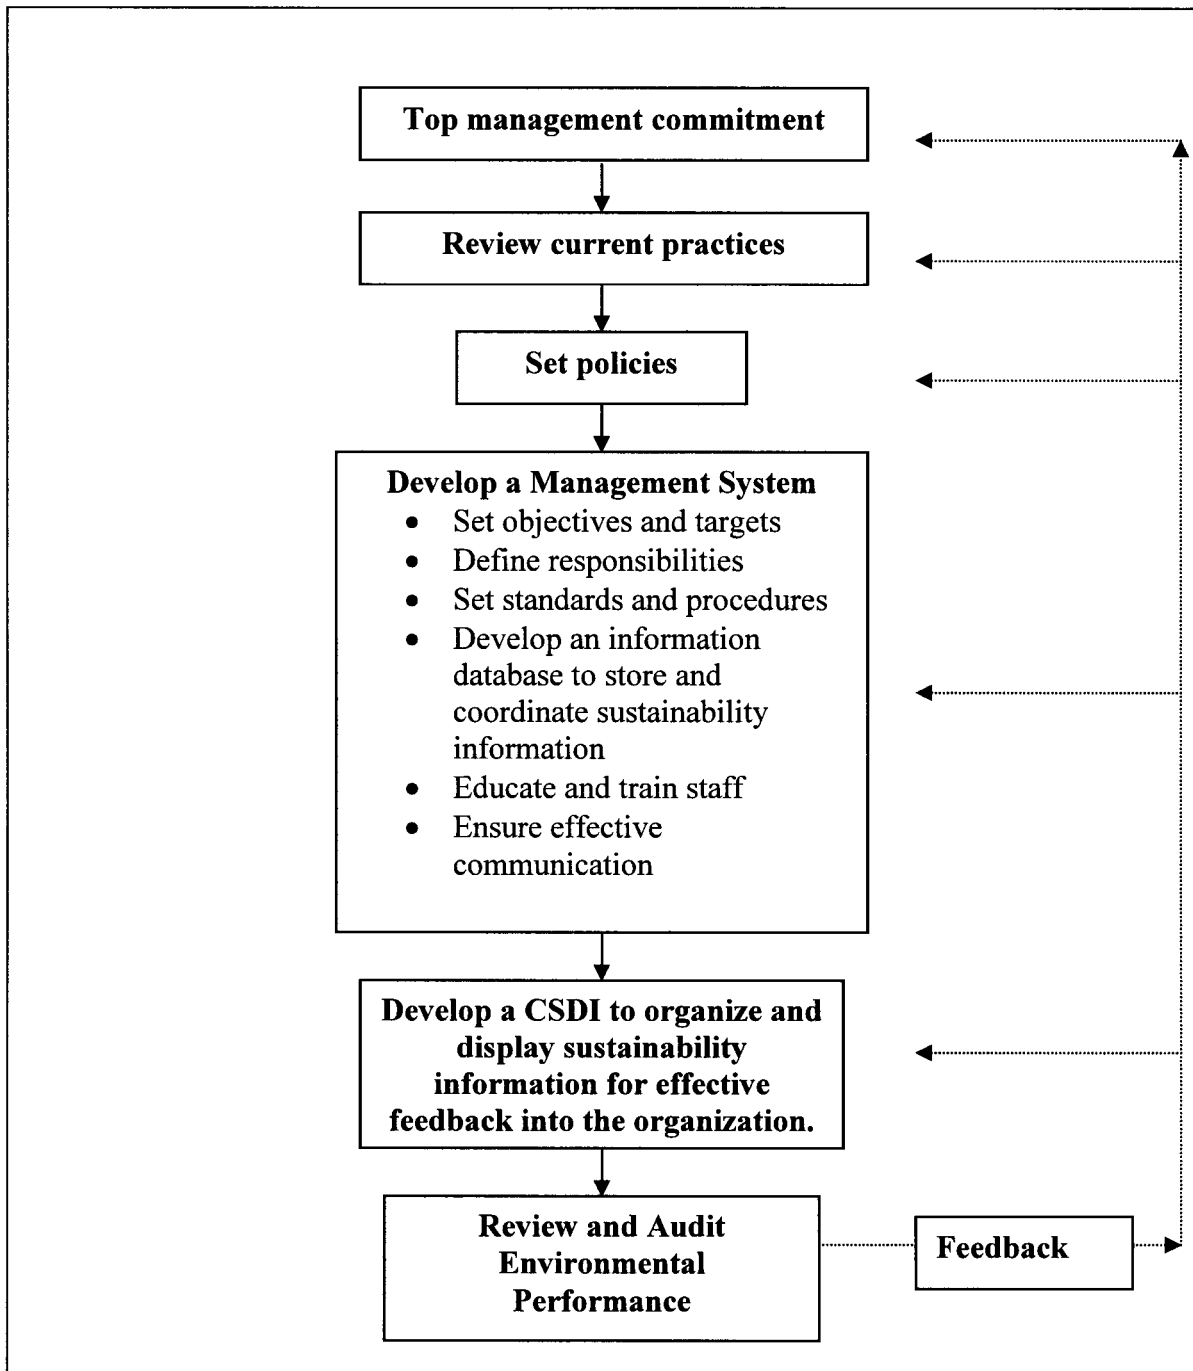 Top management commitment
Review current practices
Set policies
Develop a Management System
• Set objectives and targets
• Define responsibilities
• Set standards and procedures
• Develop an information
database to store and
coordinate sustainability
information
• Educate and train staff
• Ensure effective
communication
Develop a CSDI to organize and
display sustainability
information for effective
feedback into the organization.
Review and Audit
Environmental
Performance
Feedback